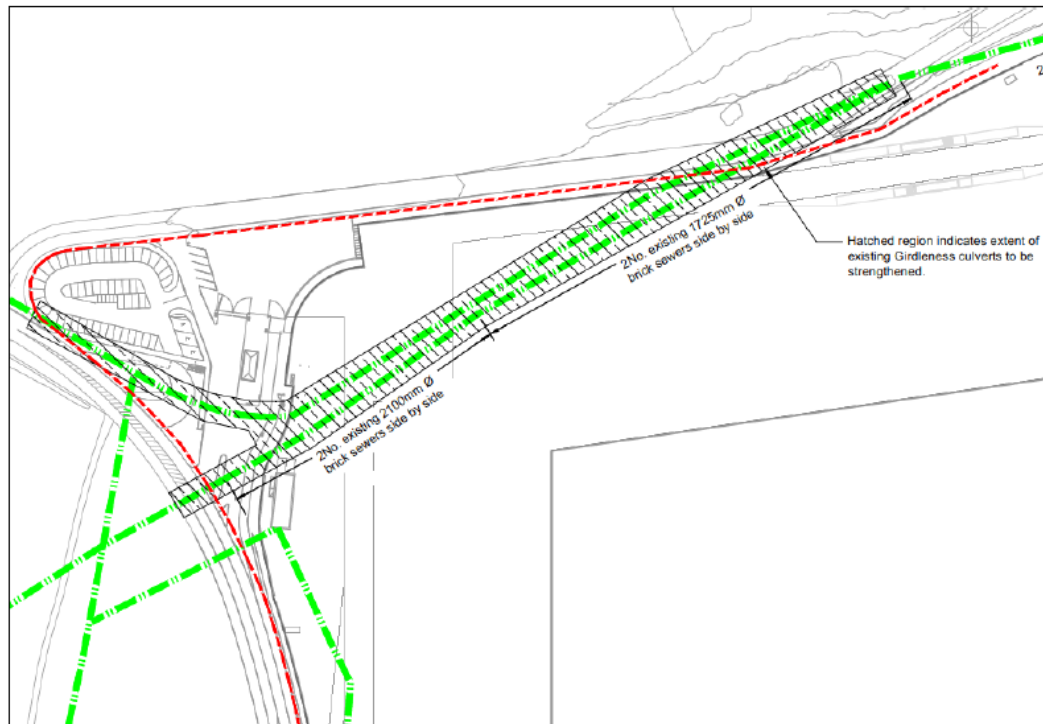 2
2No. existing 1725mm Ø
brick sewers side by side
Hatched region indicates extent of
existing Girdleness culverts to be
strengthened.
2No. existing 2100mm Ø
brick sewers side by side